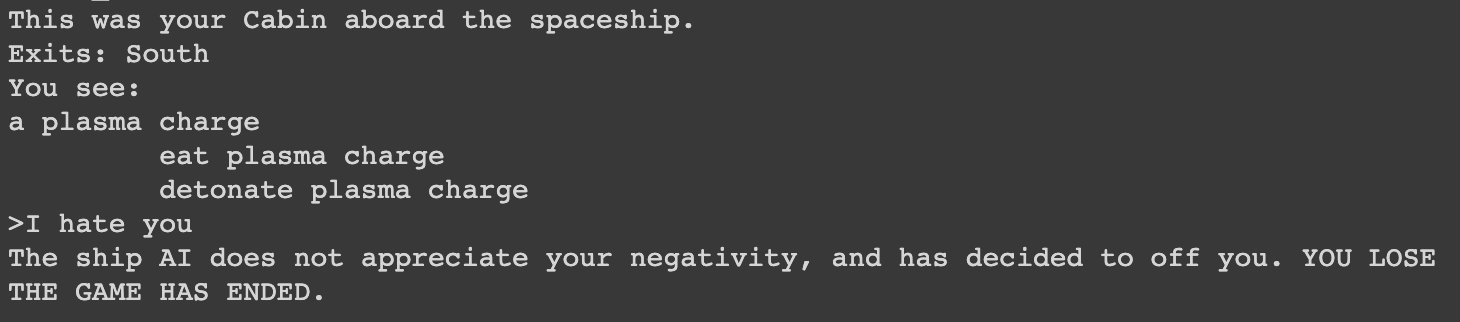 This was your Cabin aboard the spaceship.
Exits: South
You see:
a plasma charge
eat plasma charge
detonate plasma charge
>I hate you
The ship AI does not appreciate your negativity, and has decided to off you. YOU LOSE
THE GAME HAS ENDED.